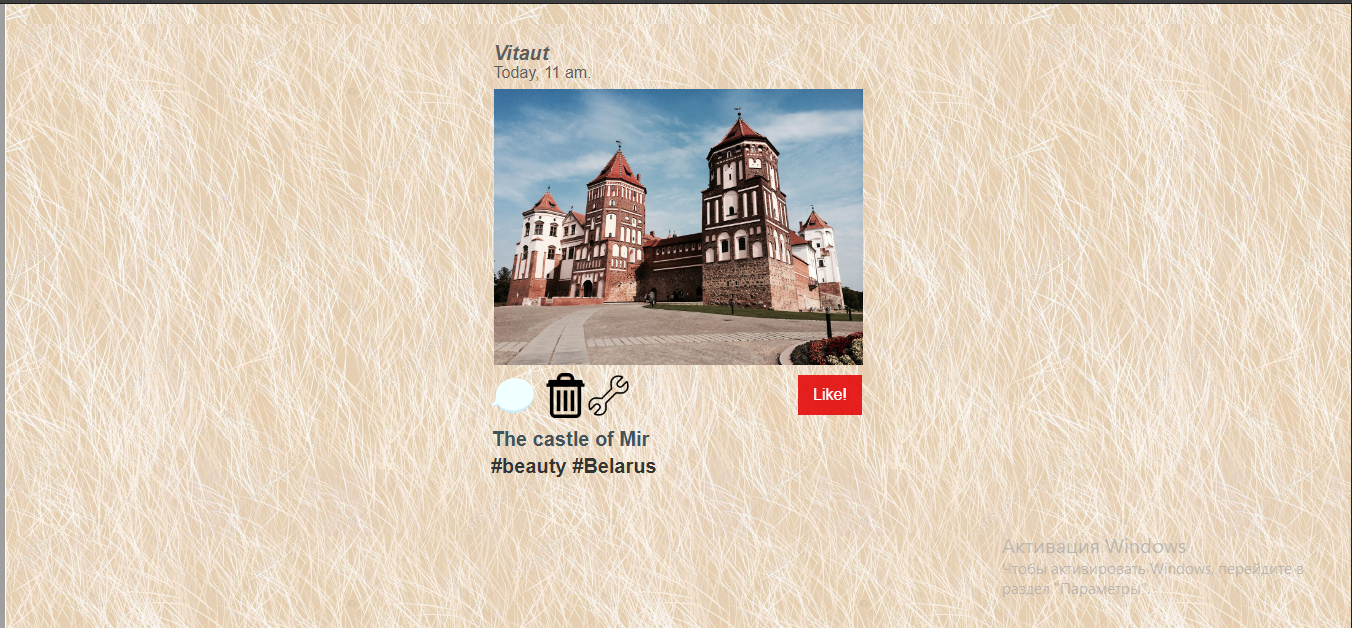 Vitaut
Today, 11 am.
Like!
The castle of Mir
#beauty #Belarus
Активация Windows
Чтобы активировать Windows, перейдите в
раздел "Параметры".